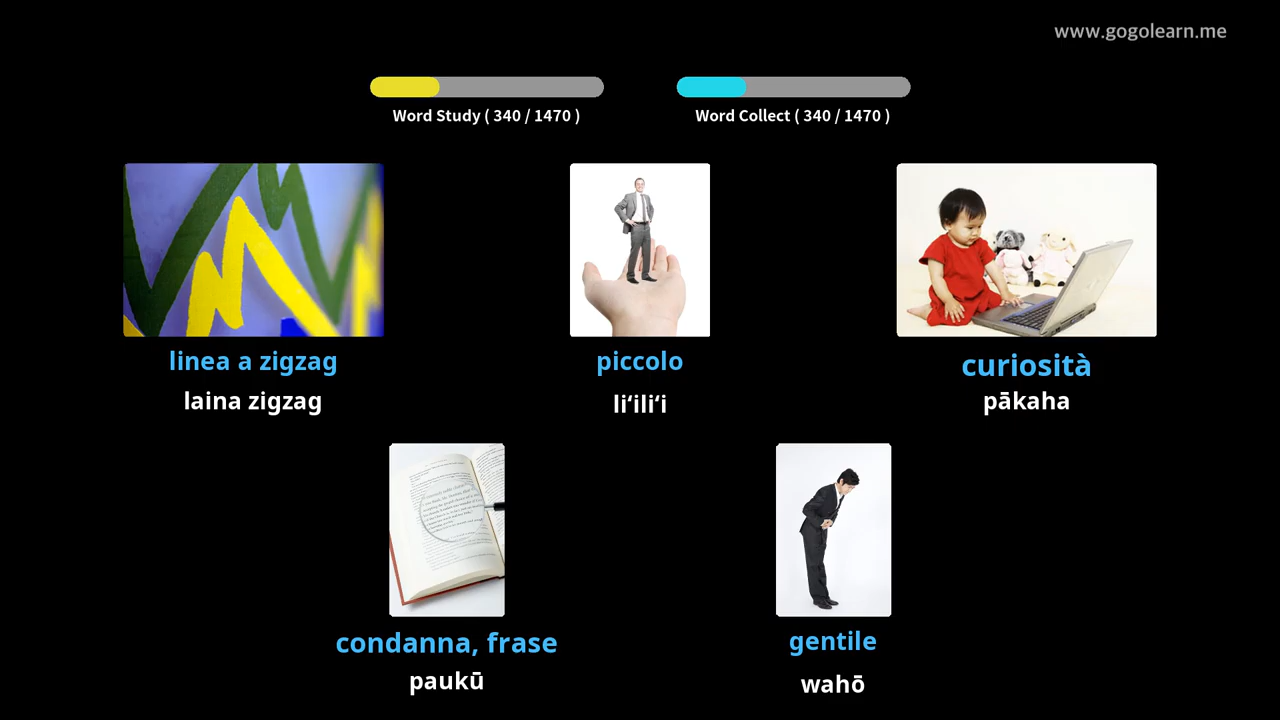 www.gogolearn.me
Word Study ( 340 / 1470 )
Word Collect ( 340 / 1470 )
linea a zigzag
laina zigzag
piccolo
liʻiliʻi
curiosità
pākaha
condanna, frase
paukū
gentile
wahō